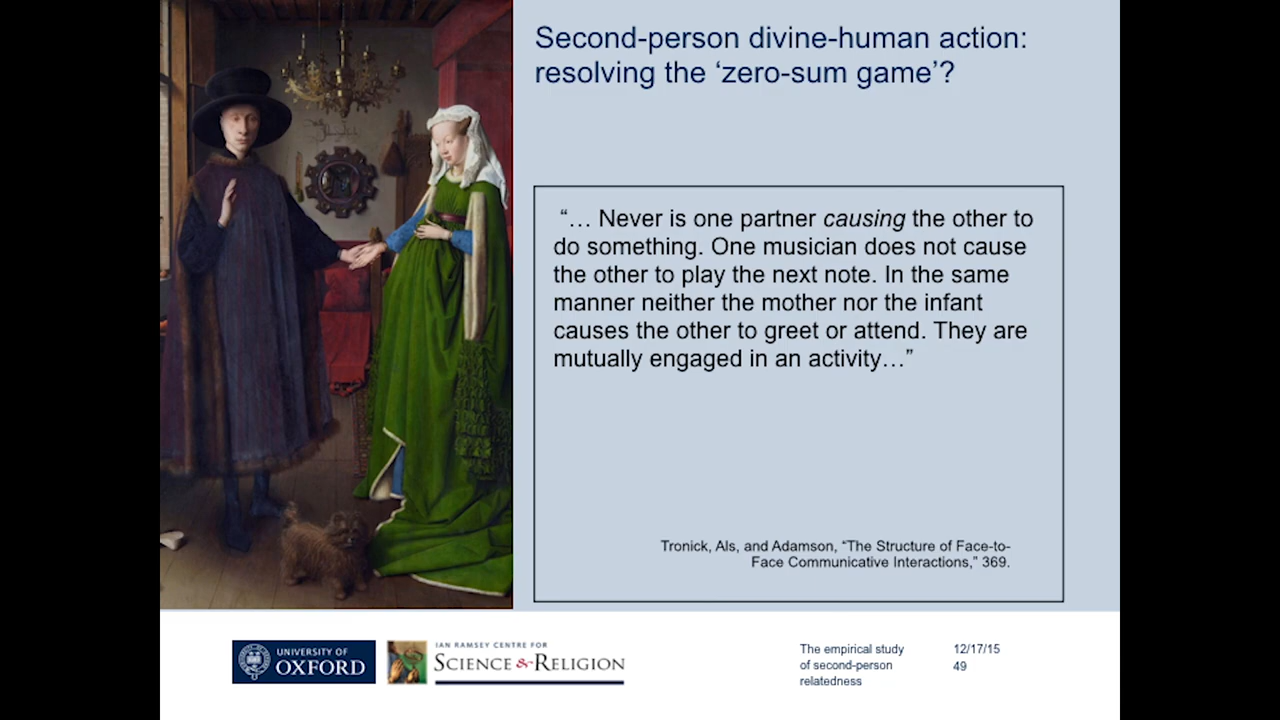 Second-person divine-human action:
resolving the ‘zero-sum game’?
“… Never is one partner causing the other to
do something. One musician does not cause
the other to play the next note. In the same
manner neither the mother nor the infant
causes the other to greet or attend. They are
mutually engaged in an activity…”
Tronick, Als, and Adamson, “The Structure of Face-to-
Face Communicative Interactions,” 369.
UNIVERSITY OF
OXFORD
IAN RAMSEY CENTRE FOR
SCIENCE & RELIGION
The empirical study
of second-person
relatedness
12/17/15
49